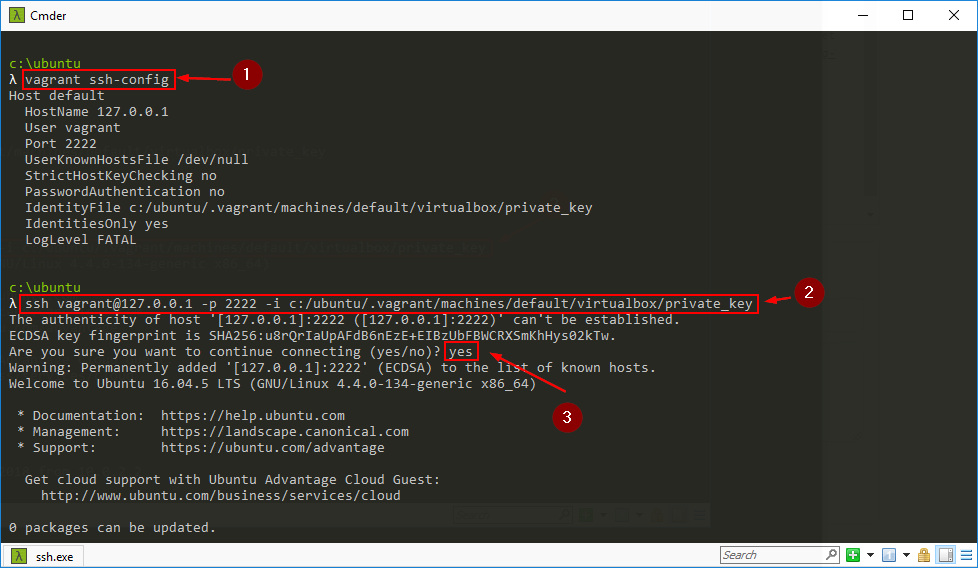 Cmder
c:\ubuntu
λ vagrant ssh-config
1
Host default
HostName 127.0.0.1
User vagrant
Port 2222
UserKnownHostsFile /dev/null
StrictHostKeyChecking no
PasswordAuthentication no
IdentityFile c:/ubuntu/.vagrant/machines/default/virtualbox/private_key
IdentitiesOnly yes
LogLevel FATAL
c:\ubuntu
λ ssh vagrant@127.0.0.1 -p 2222 -i c:/ubuntu/.vagrant/machines/default/virtualbox/private_key
2
The authenticity of host '[127.0.0.1]:2222 ([127.0.0.1]:2222)' can't be established.
ECDSA key fingerprint is SHA256:u8rQrIaUpAFdB6nEzE+EIBzUbFBWCRXSmKhHys02kTw.
Are you sure you want to continue connecting (yes/no)? yes
Warning: Permanently added '[127.0.0.1]:2222' (ECDSA) to the list of known hosts.
Welcome to Ubuntu 16.04.5 LTS (GNU/Linux 4.4.0-134-generic x86_64)
3
* Documentation: https://help.ubuntu.com
* Management: https://landscape.canonical.com
* Support: https://ubuntu.com/advantage
Get cloud support with Ubuntu Advantage Cloud Guest:
http://www.ubuntu.com/business/services/cloud
0 packages can be updated.
λ ssh.exe
Search